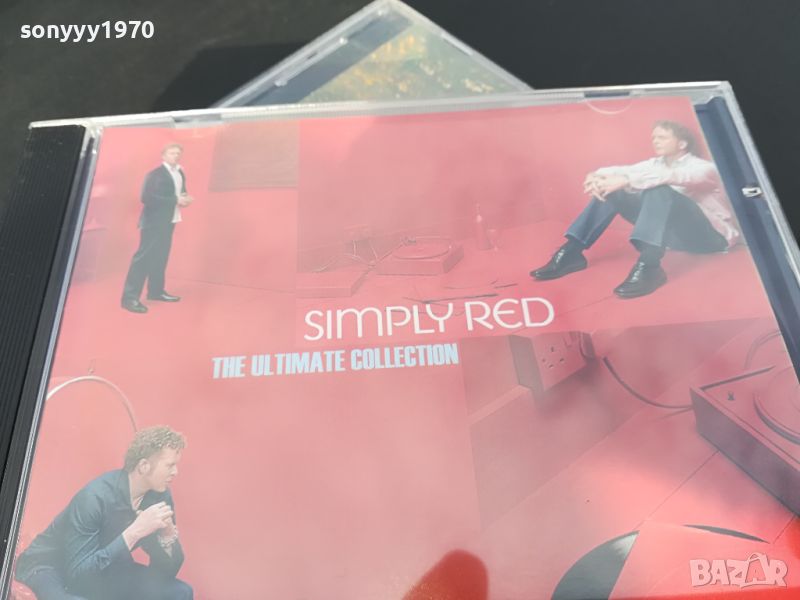 sonyyy1970
SIMPLY RED
THE ULTIMATE COLLECTION
BAZAR